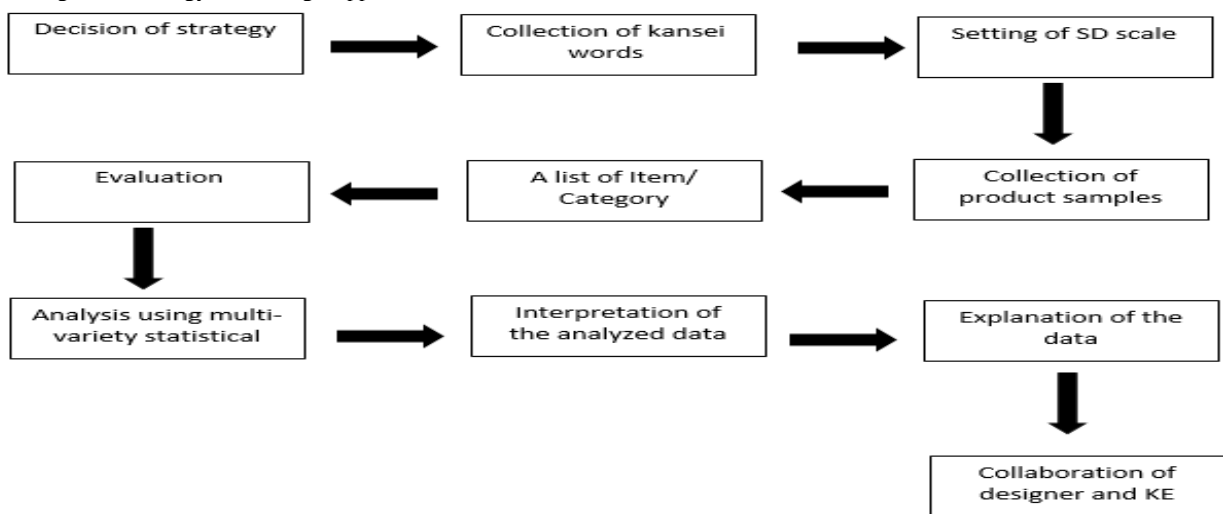 Decision of strategy
Collection of kansei
words
Setting of SD scale
Collection of
product samples
A list of Item/
Category
Evaluation
Analysis using multi-
variety statistical
Interpretation of
the analyzed data
Explanation of the
data
Collaboration of
designer and KE